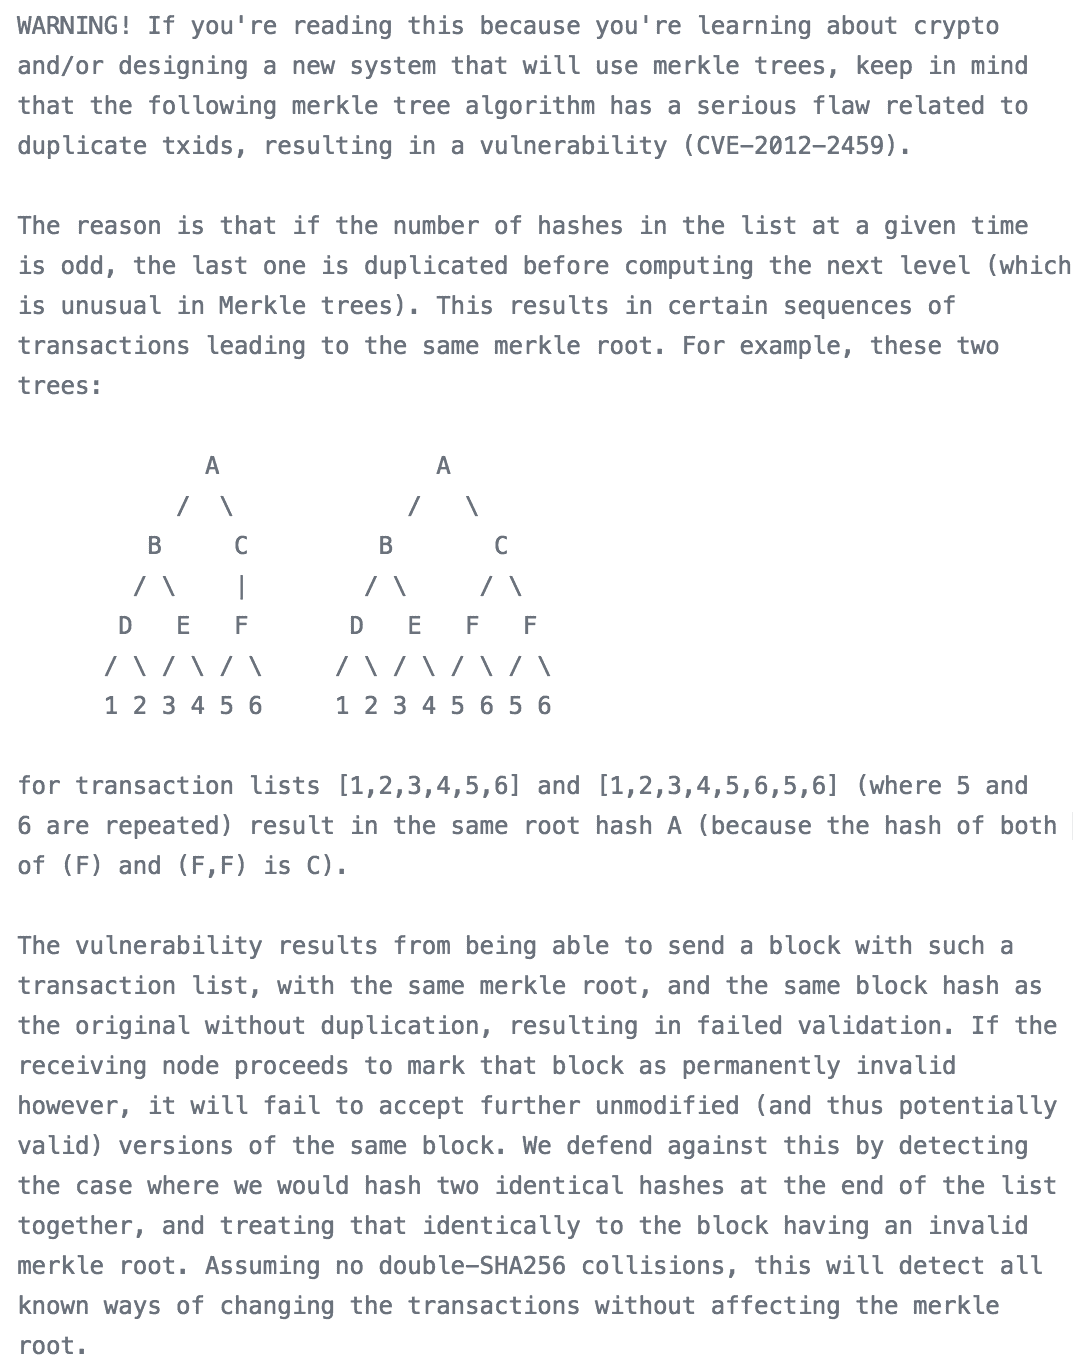 WARNING! If you're reading this because you're learning about crypto
and/or designing a new system that will use merkle trees, keep in mind
that the following merkle tree algorithm has a serious flaw related to
duplicate txids, resulting in a vulnerability (CVE-2012-2459).

The reason is that if the number of hashes in the list at a given time
is odd, the last one is duplicated before computing the next level (which
is unusual in Merkle trees). This results in certain sequences of
transactions leading to the same merkle root. For example, these two
trees:

             A               A
           /  \            /   \
         B     C         B       C
        / \    |        / \     / \
       D   E   F       D   E   F   F
      / \ / \ / \     / \ / \ / \ / \
      1 2 3 4 5 6     1 2 3 4 5 6 5 6

for transaction lists [1,2,3,4,5,6] and [1,2,3,4,5,6,5,6] (where 5 and
6 are repeated) result in the same root hash A (because the hash of both
of (F) and (F,F) is C).

The vulnerability results from being able to send a block with such a
transaction list, with the same merkle root, and the same block hash as
the original without duplication, resulting in failed validation. If the
receiving node proceeds to mark that block as permanently invalid
however, it will fail to accept further unmodified (and thus potentially
valid) versions of the same block. We defend against this by detecting
the case where we would hash two identical hashes at the end of the list
together, and treating that identically to the block having an invalid
merkle root. Assuming no double-SHA256 collisions, this will detect all
known ways of changing the transactions without affecting the merkle
root.